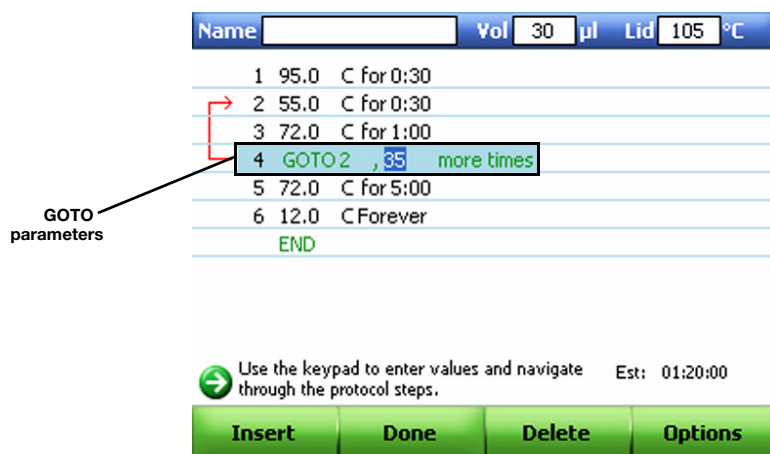 Name Vol 30 µl Lid 105 °C
1 95.0 C for 0:30
2 55.0 C for 0:30
3 72.0 C for 1:00
4 GOTO 2 , 35 more times
5 72.0 C for 5:00
6 12.0 C Forever
END
GOTO
parameters
Use the keypad to enter values and navigate
through the protocol steps.
Est: 01:20:00
Insert Done Delete Options